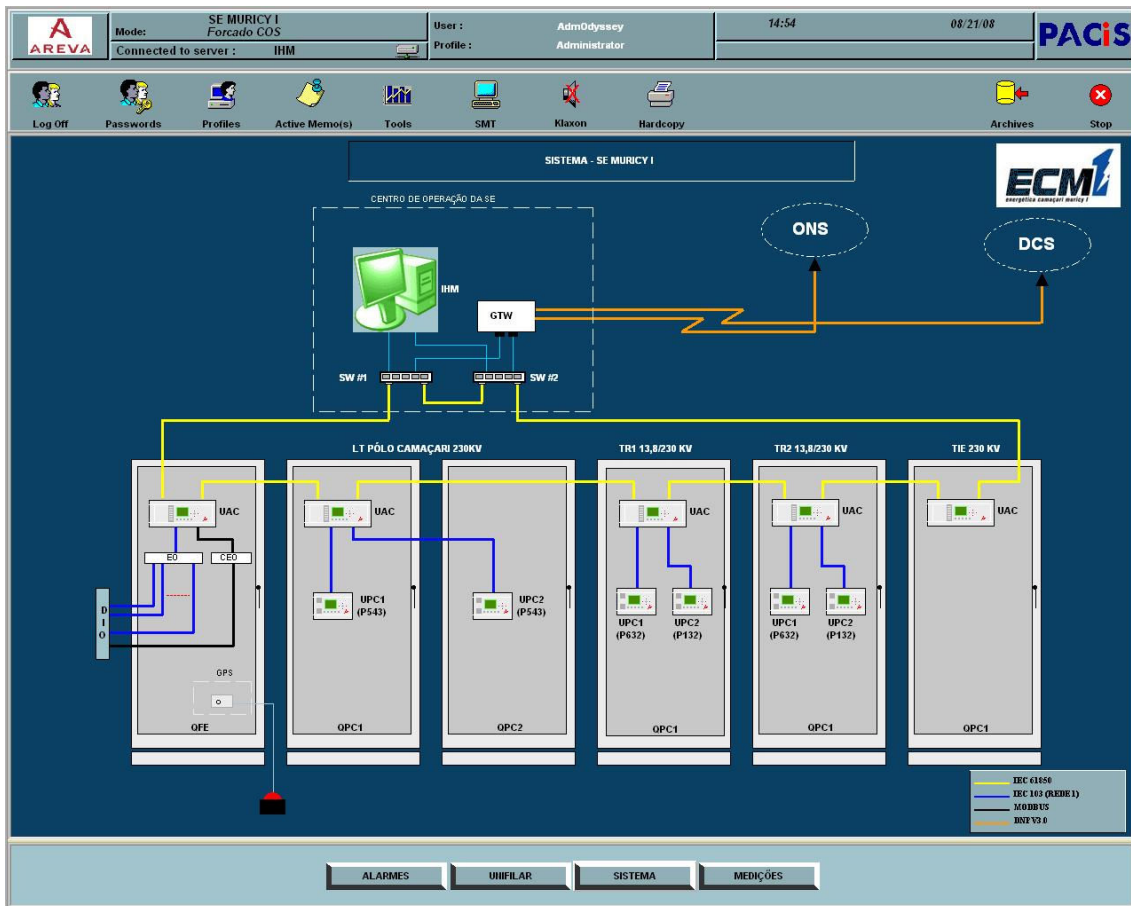 AREVA
Mode:
SE MURICY I
Forcado COS
Connected to server :
IHM
User :
AdmOdyssey
Profile :
Administrator
14:54
08/21/08
PACiS
Log Off
Passwords
Profiles
Active Memo(s)
Tools
SMT
Klaxon
Hardcopy
Archives
Stop
SISTEMA - SE MURICY I
ECM1
energética camaçari muricy I
CENTRO DE OPERAÇÃO DA SE
IHM
GTW
SW #1
SW #2
ONS
DCS
LT PÓLO CAMAÇARI 230KV
TR1 13,8/230 KV
TR2 13,8/230 KV
TIE 230 KV
UAC
UAC
UAC
UAC
UAC
EO
CEO
D
I
O
UPC1
(P543)
UPC2
(P543)
UPC1
(P632)
UPC2
(P132)
UPC1
(P632)
UPC2
(P132)
GPS
QFE
QPC1
QPC2
QPC1
QPC1
QPC1
IEC 61850
IEC 103 (REDE 1)
MODBUS
DNP V3.0
ALARMES
UNIFILAR
SISTEMA
MEDIÇÕES